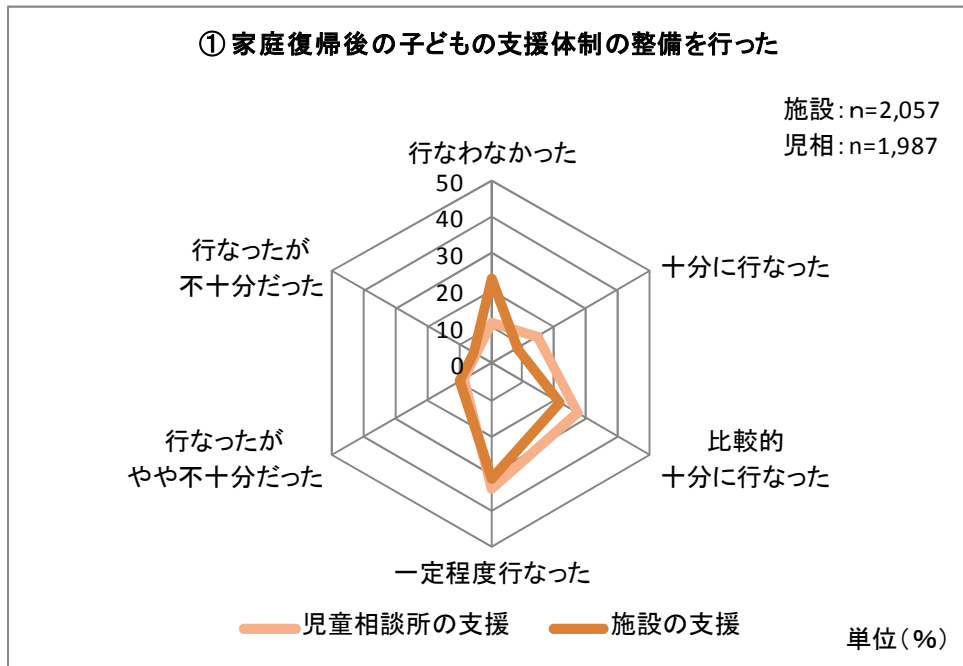 ① 家庭復帰後の子どもの支援体制の整備を行った
施設：n=2,057
児相：n=1,987
行なわなかった
50
40
30
20
10
0
行なったが
不十分だった
十分に行なった
行なったが
やや不十分だった
比較的
十分に行なった
一定程度行なった
児童相談所の支援
施設の支援
単位（%）